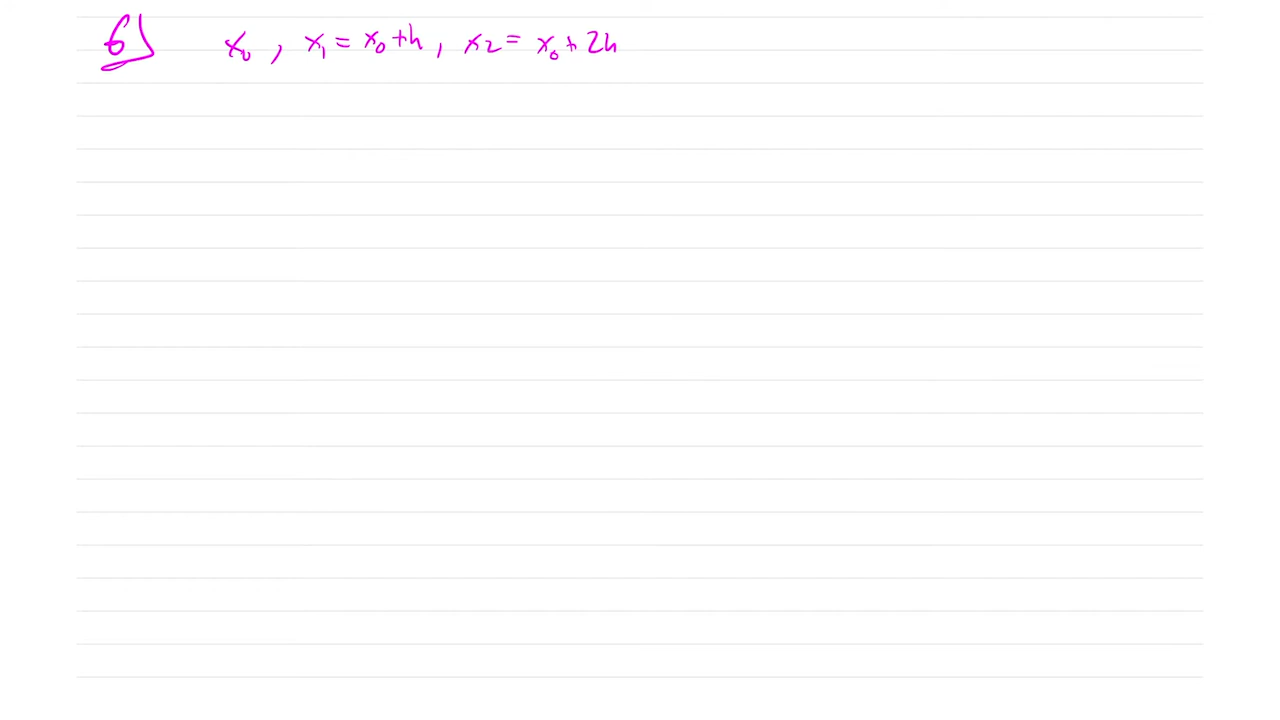 6) x₀ , x₁ = x₀ + h , x₂ = x₀ + 2h